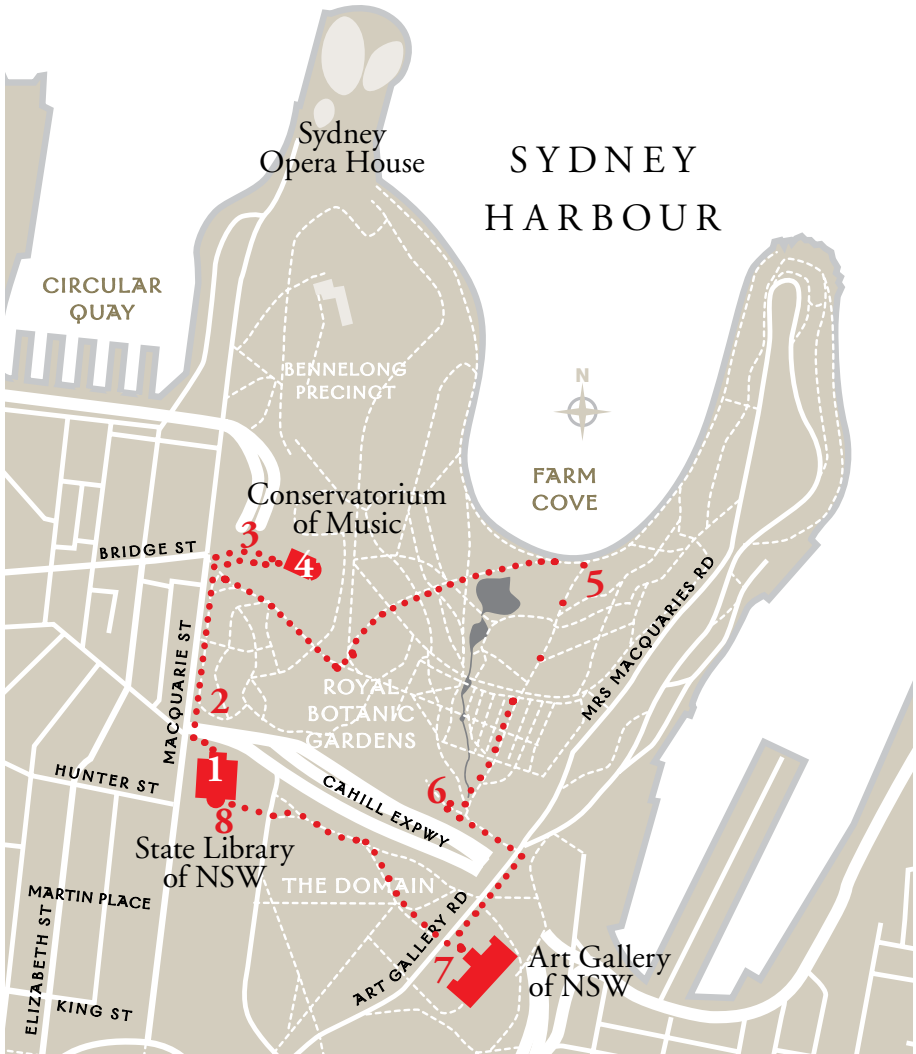 Sydney
Opera House
SYDNEY
HARBOUR
CIRCULAR
QUAY
BENNELONG
PRECINCT
N
FARM
COVE
Conservatorium
of Music
3
BRIDGE ST
4
5
MRS MACQUARIES RD
MACQUARIE ST
2
ROYAL
BOTANIC
GARDENS
1
HUNTER ST
CAHILL EXPWY
6
8
State Library
of NSW
THE DOMAIN
MARTIN PLACE
ELIZABETH ST
ART GALLERY RD
7
Art Gallery
of NSW
KING ST